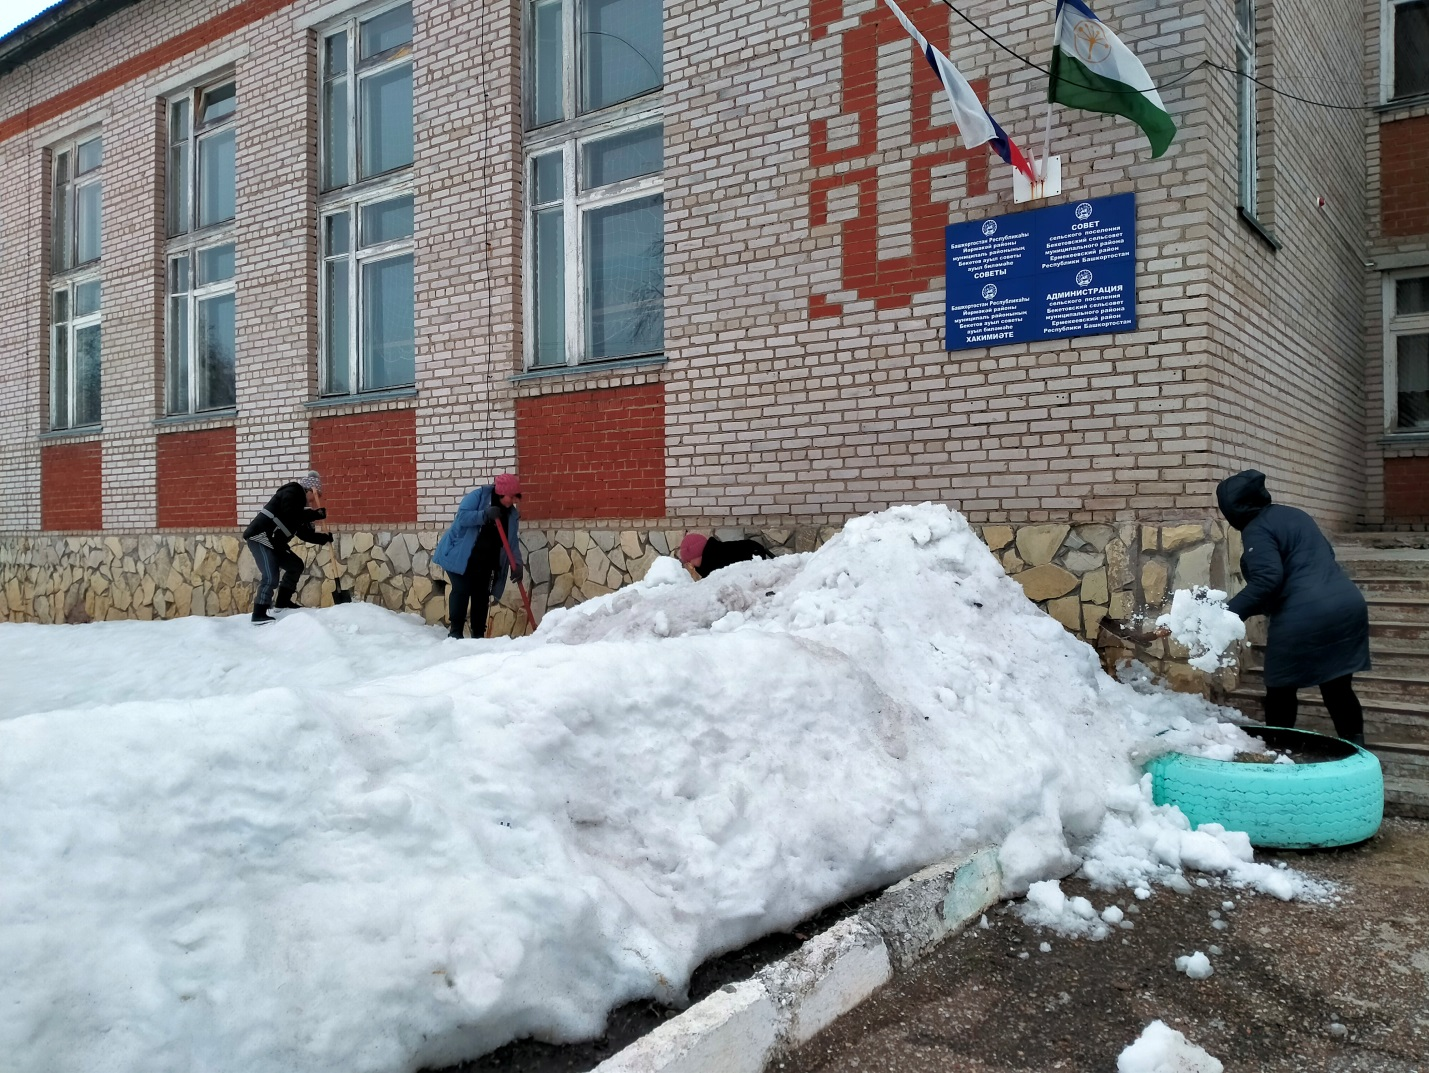 Башҡортостан Республикаһы
Йәрмәкәй районы
муниципаль районының
Бекетов ауыл советы
ауыл биләмәһе
СОВЕТЫ
СОВЕТ
сельского поселения
Бекетовский сельсовет
муниципального района
Ермекеевский район
Республики Башкортостан
Башҡортостан Республикаһы
Йәрмәкәй районы
муниципаль районының
Бекетов ауыл советы
ауыл биләмәһе
ХАКИМИӘТЕ
АДМИНИСТРАЦИЯ
сельского поселения
Бекетовский сельсовет
муниципального района
Ермекеевский район
Республики Башкортостан